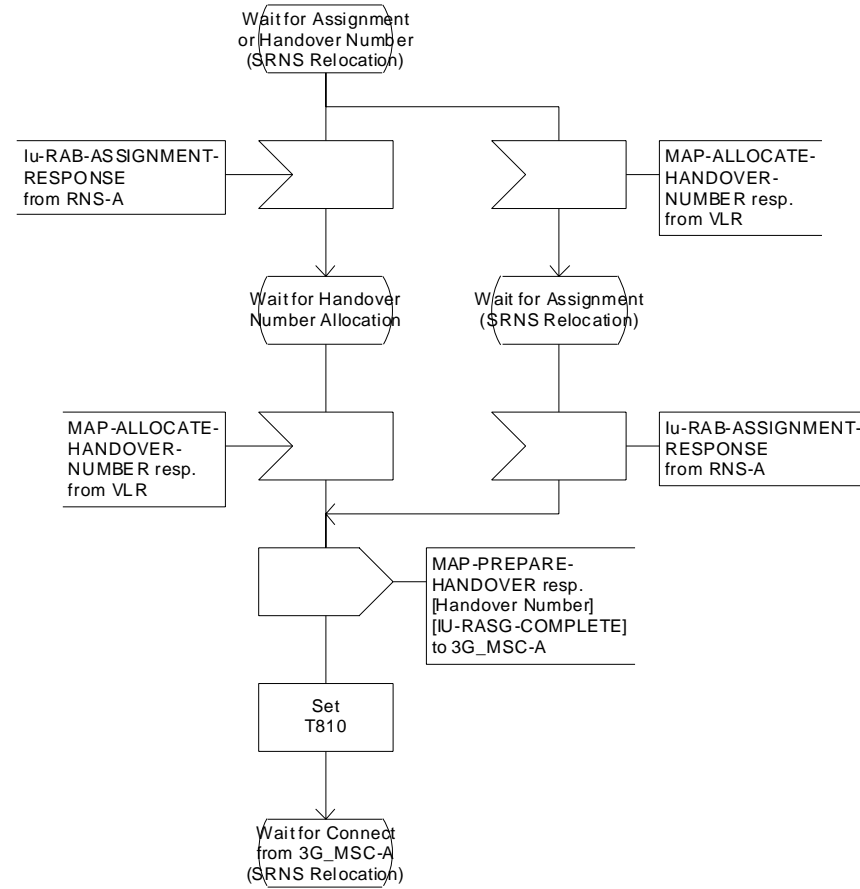 Wait for Assignment
or Handover Number
(SRNS Relocation)
Iu-RAB-ASSIGNMENT-
RESPONSE
from RNS-A
MAP-ALLOCATE-
HANDOVER-
NUMBER resp.
from VLR
Wait for Handover
Number Allocation
Wait for Assignment
(SRNS Relocation)
MAP-ALLOCATE-
HANDOVER-
NUMBER resp.
from VLR
Iu-RAB-ASSIGNMENT-
RESPONSE
from RNS-A
MAP-PREPARE-
HANDOVER resp.
[Handover Number]
[IU-RASG-COMPLETE]
to 3G_MSC-A
Set
T810
Wait for Connect
from 3G_MSC-A
(SRNS Relocation)